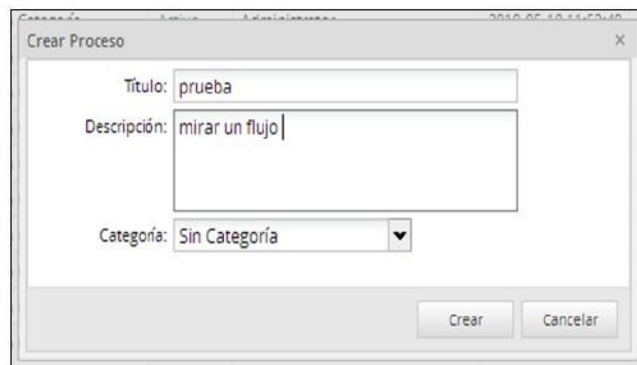 Crear Proceso
Título: prueba
Descripción: mirar un flujo
Categoría: Sin Categoría
Crear Cancelar